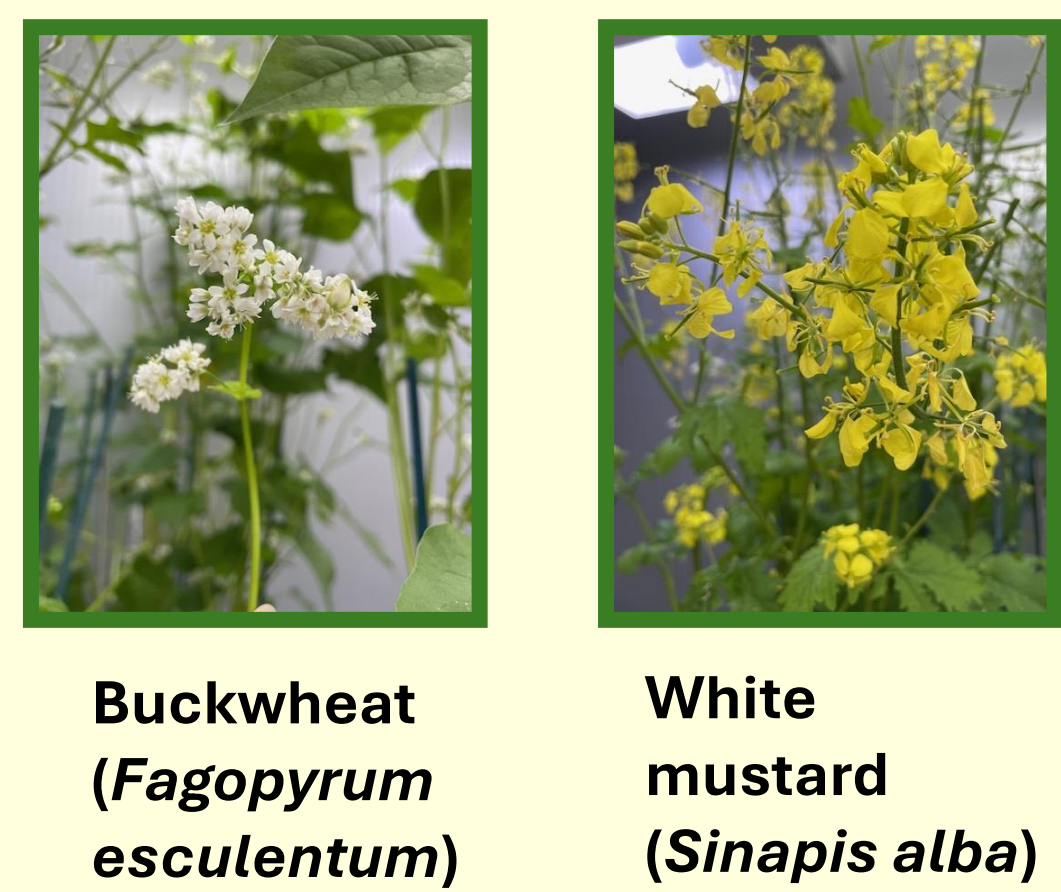 Buckwheat
(Fagopyrum
esculentum)
White
mustard
(Sinapis alba)